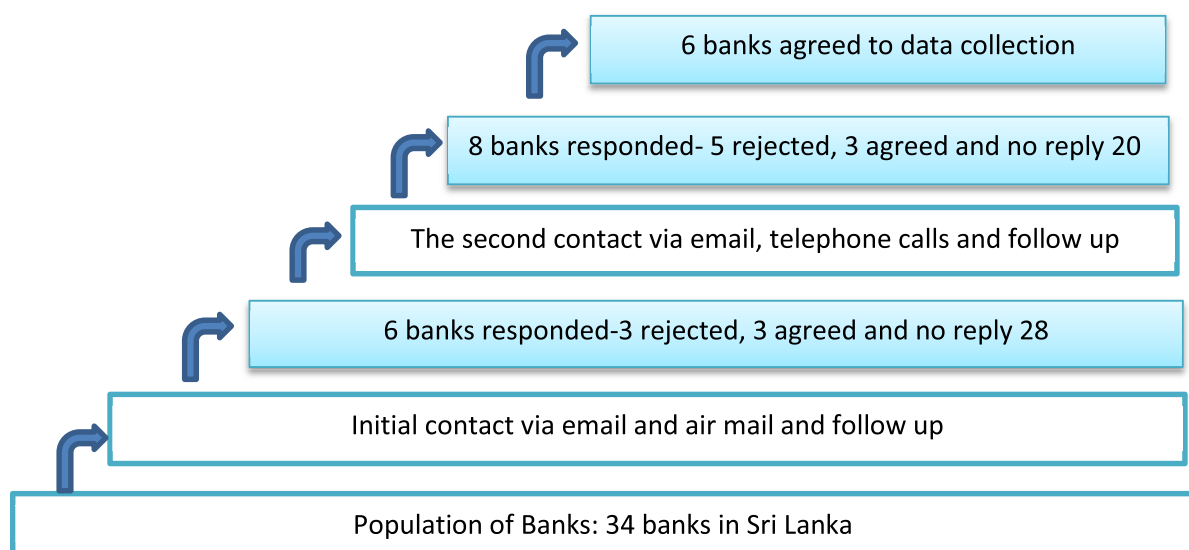 6 banks agreed to data collection
8 banks responded- 5 rejected, 3 agreed and no reply 20
The second contact via email, telephone calls and follow up
6 banks responded-3 rejected, 3 agreed and no reply 28
Initial contact via email and air mail and follow up
Population of Banks: 34 banks in Sri Lanka